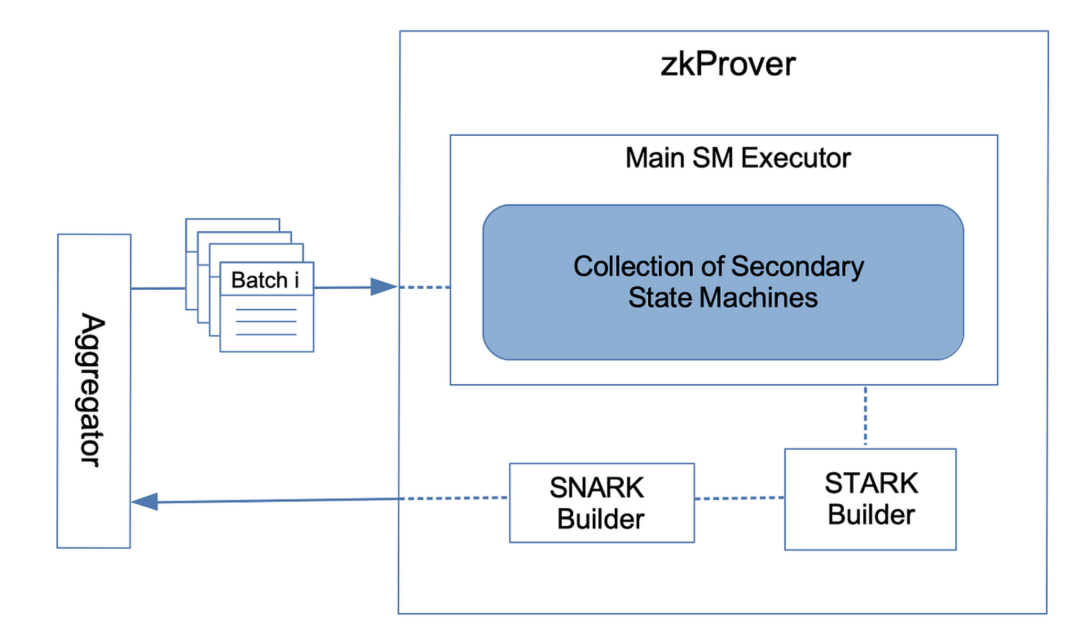 zkProver
Main SM Executor
Collection of Secondary
State Machines
Batch i
Aggregator
SNARK
Builder
STARK
Builder